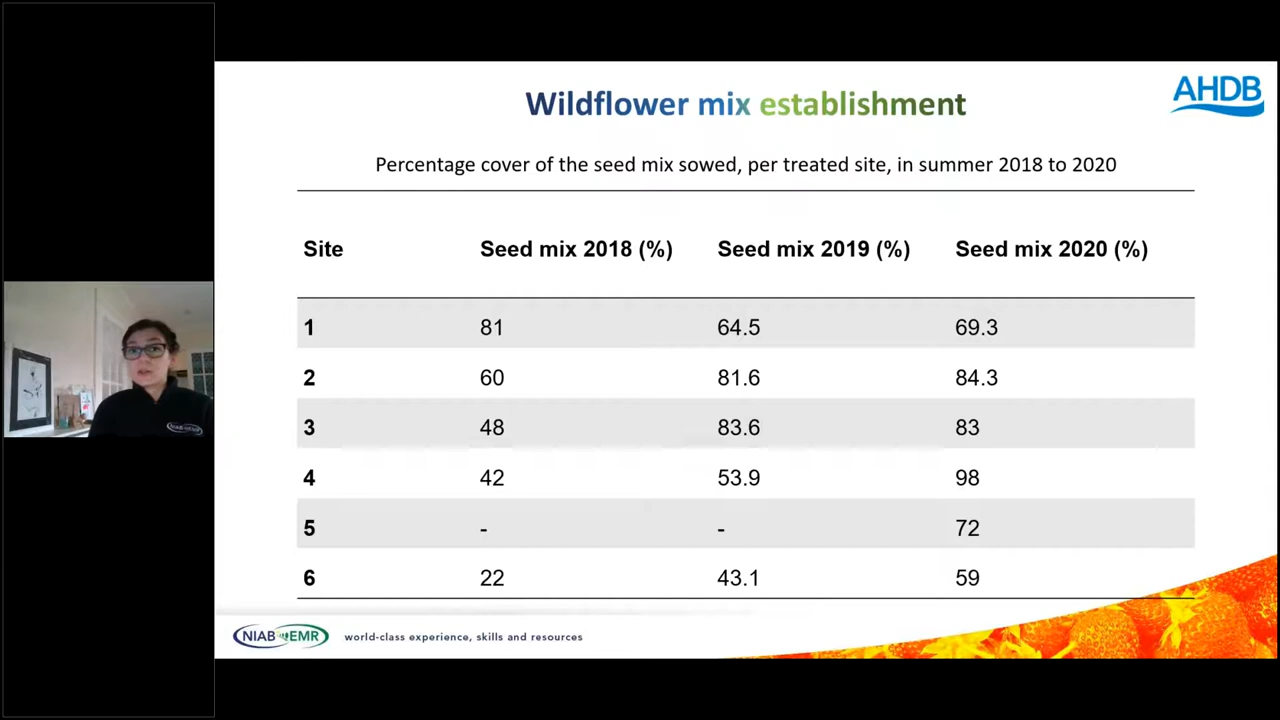 Wildflower mix establishment
AHDB
Percentage cover of the seed mix sowed, per treated site, in summer 2018 to 2020
Site Seed mix 2018 (%) Seed mix 2019 (%) Seed mix 2020 (%)
1 81 64.5 69.3
2 60 81.6 84.3
3 48 83.6 83
4 42 53.9 98
5 - - 72
6 22 43.1 59
NIAB EMR world-class experience, skills and resources
NIAB EMR